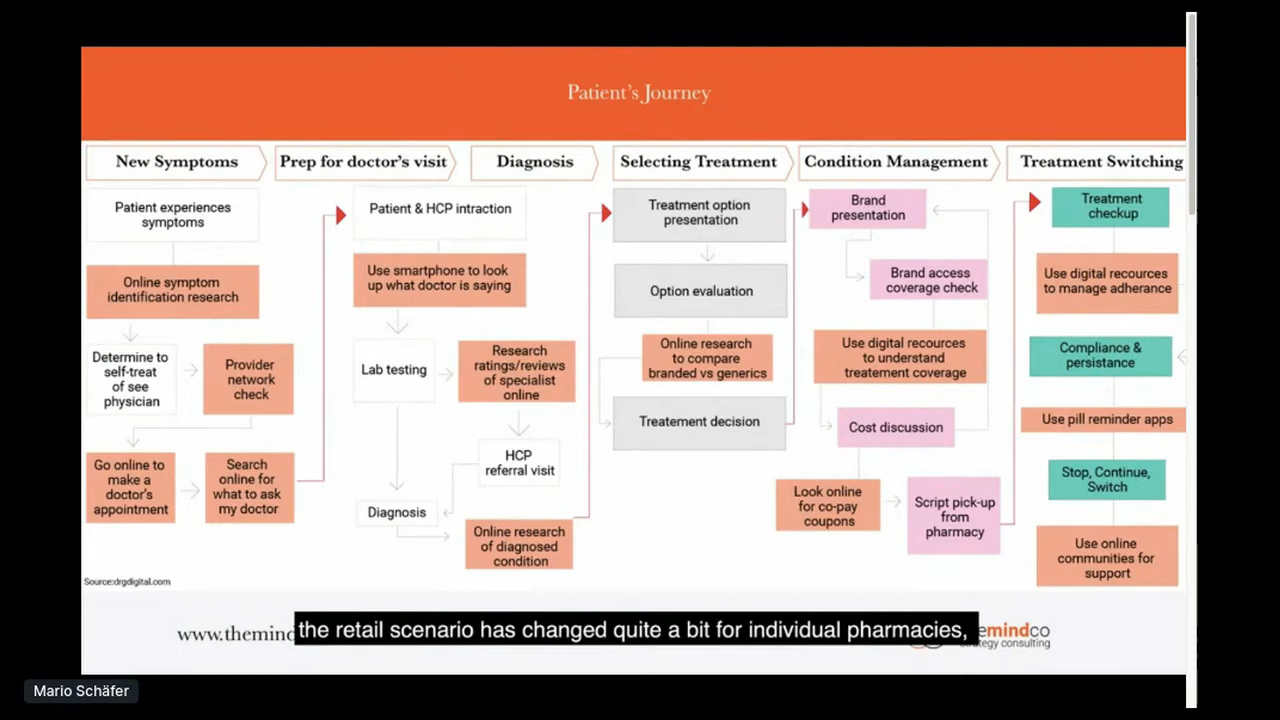 Patient's Journey
New Symptoms
Prep for doctor's visit
Diagnosis
Selecting Treatment
Condition Management
Treatment Switching
Patient experiences
symptoms
Online symptom
identification research
Determine to
self-treat
of see
physician
Provider
network
check
Go online to
make a
doctor's
appointment
Search
online for
what to ask
my doctor
Patient & HCP intraction
Use smartphone to look
up what doctor is saying
Lab testing
Research
ratings/reviews
of specialist
online
HCP
referral visit
Diagnosis
Online research
of diagnosed
condition
Treatment option
presentation
Option evaluation
Online research
to compare
branded vs generics
Treatement decision
Brand
presentation
Brand access
coverage check
Use digital recources
to understand
treatement coverage
Cost discussion
Look online
for co-pay
coupons
Script pick-up
from
pharmacy
Treatment
checkup
Use digital recources
to manage adherance
Compliance &
persistance
Use pill reminder apps
Stop, Continue,
Switch
Use online
communities for
support
Source:drgdigital.com
www.themind
the retail scenario has changed quite a bit for individual pharmacies,
emindco
strategy consulting
Mario Schäfer